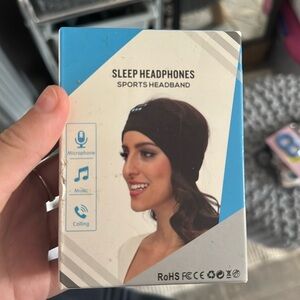 SLEEP HEADPHONES
SPORTS HEADBAND
Microphone
Music
Calling
RoHS FC CE